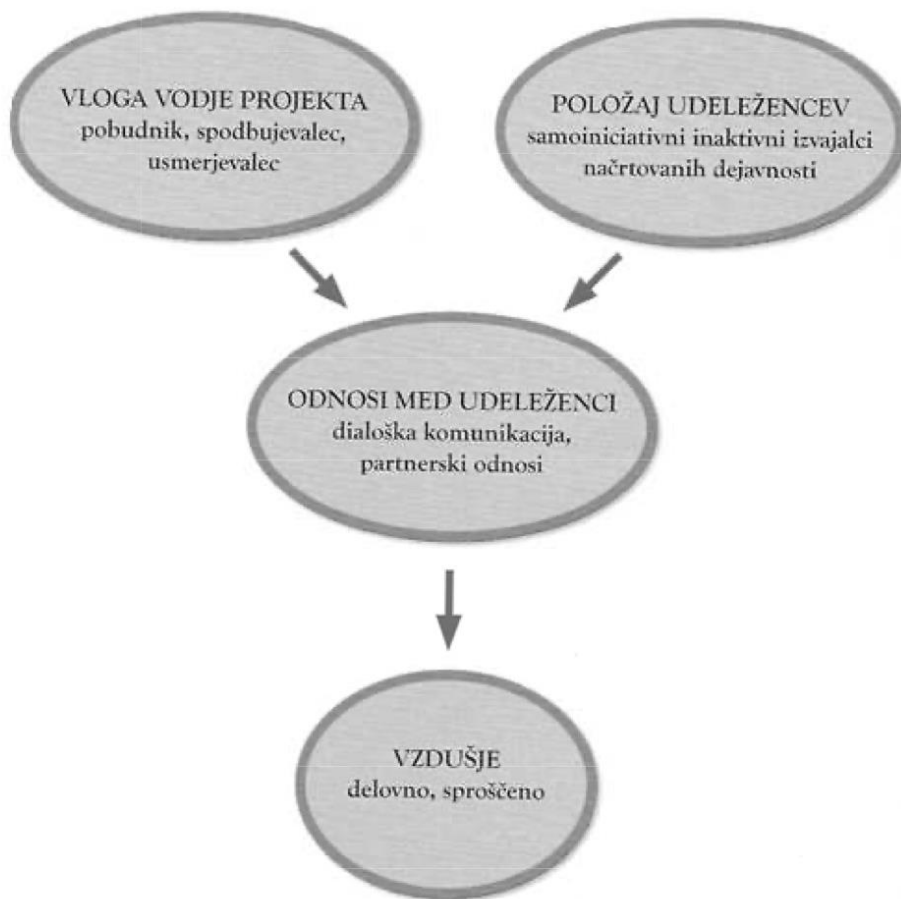 VLOGA VODJE PROJEKTA
pobudnik, spodbujevalec,
usmerjevalec
POLOŽAJ UDELEŽENCEV
samoiniciativni inaktivni izvajalci
načrtovanih dejavnosti
ODNOSI MED UDELEŽENCI
dialoška komunikacija,
partnerski odnosi
VZDUŠJE
delovno, sproščeno